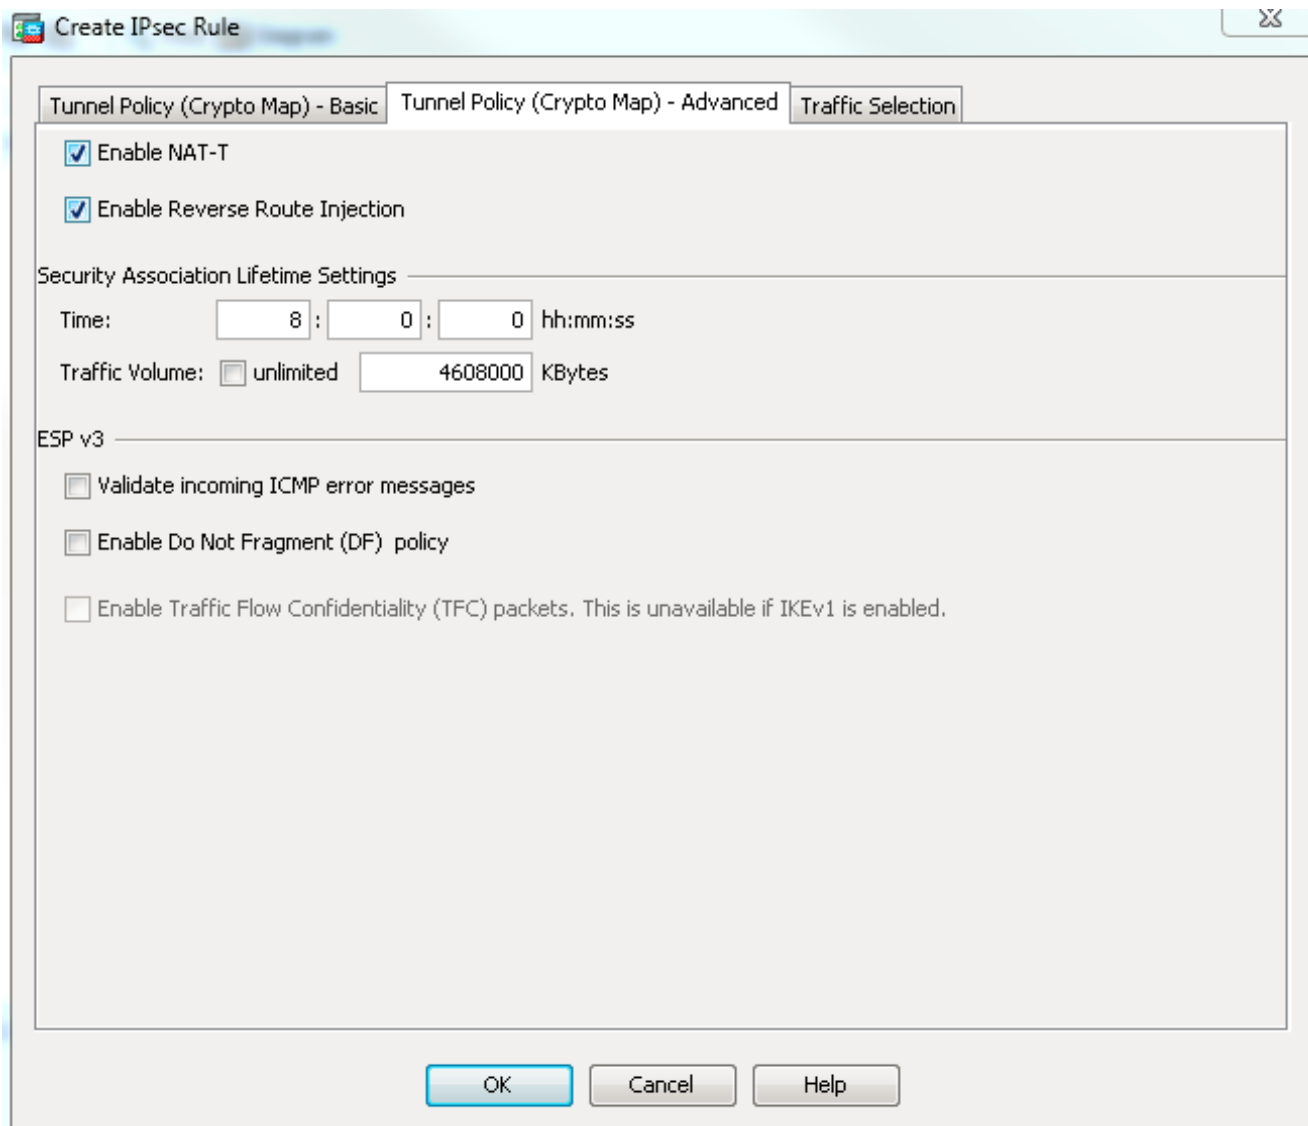 Create IPsec Rule
Tunnel Policy (Crypto Map) - Basic Tunnel Policy (Crypto Map) - Advanced Traffic Selection
Enable NAT-T
Enable Reverse Route Injection
Security Association Lifetime Settings
Time: 8 : 0 : 0 hh:mm:ss
Traffic Volume: unlimited 4608000 KBytes
ESP v3
Validate incoming ICMP error messages
Enable Do Not Fragment (DF) policy
Enable Traffic Flow Confidentiality (TFC) packets. This is unavailable if IKEv1 is enabled.
OK Cancel Help